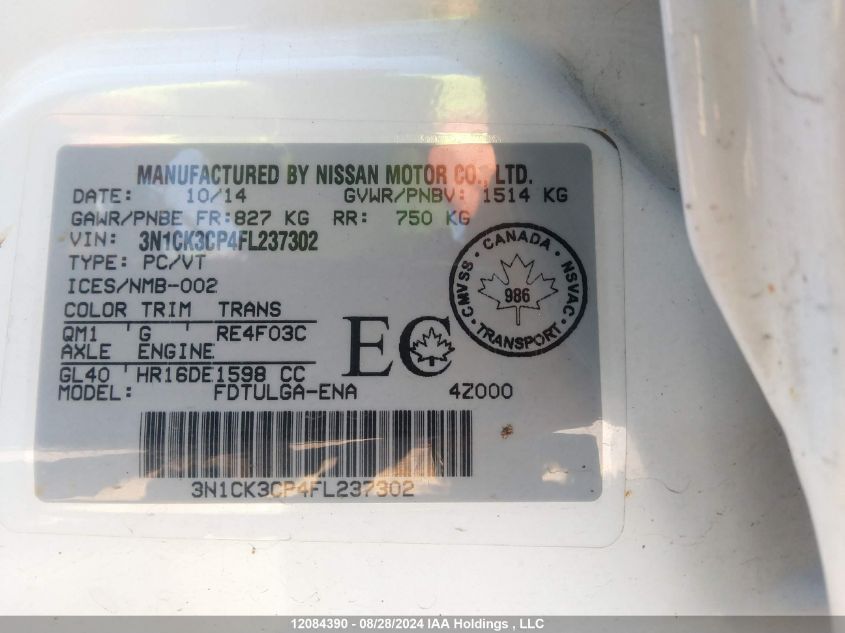 MANUFACTURED BY NISSAN MOTOR CO., LTD.
DATE: 10/14 GVWR/PNBV: 1514 KG
GAWR/PNBE FR:827 KG RR: 750 KG
VIN: 3N1CK3CP4FL237302
TYPE: PC/VT
ICES/NMB-002
COLOR TRIM TRANS
QM1 G RE4F03C
AXLE ENGINE
GL40 HR16DE1598 CC
MODEL: FDTULGA-ENA 4Z000
EC
CANADA
CMVSS 986 NSVAC
TRANSPORT
3N1CK3CP4FL237302
12084390 - 08/28/2024 IAA Holdings , LLC